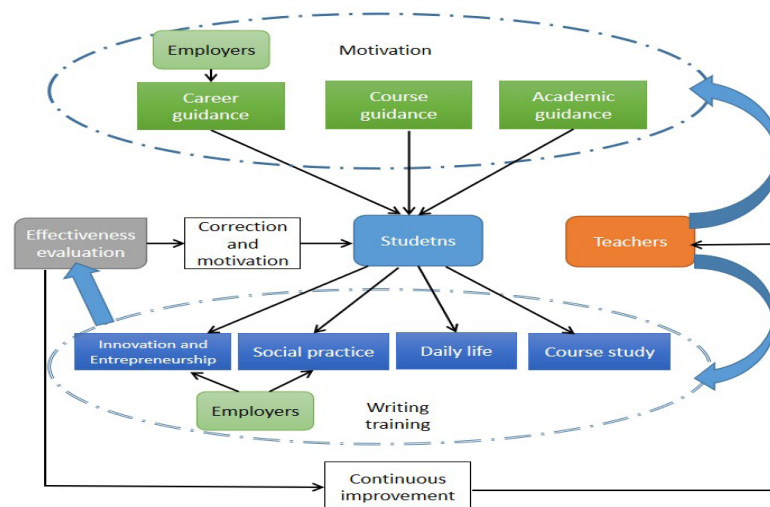 Employers
Motivation
Career
guidance
Course
guidance
Academic
guidance
Effectiveness
evaluation
Correction
and
motivation
Studetns
Teachers
Innovation and
Entrepreneurship
Social practice
Daily life
Course study
Employers
Writing
training
Continuous
improvement